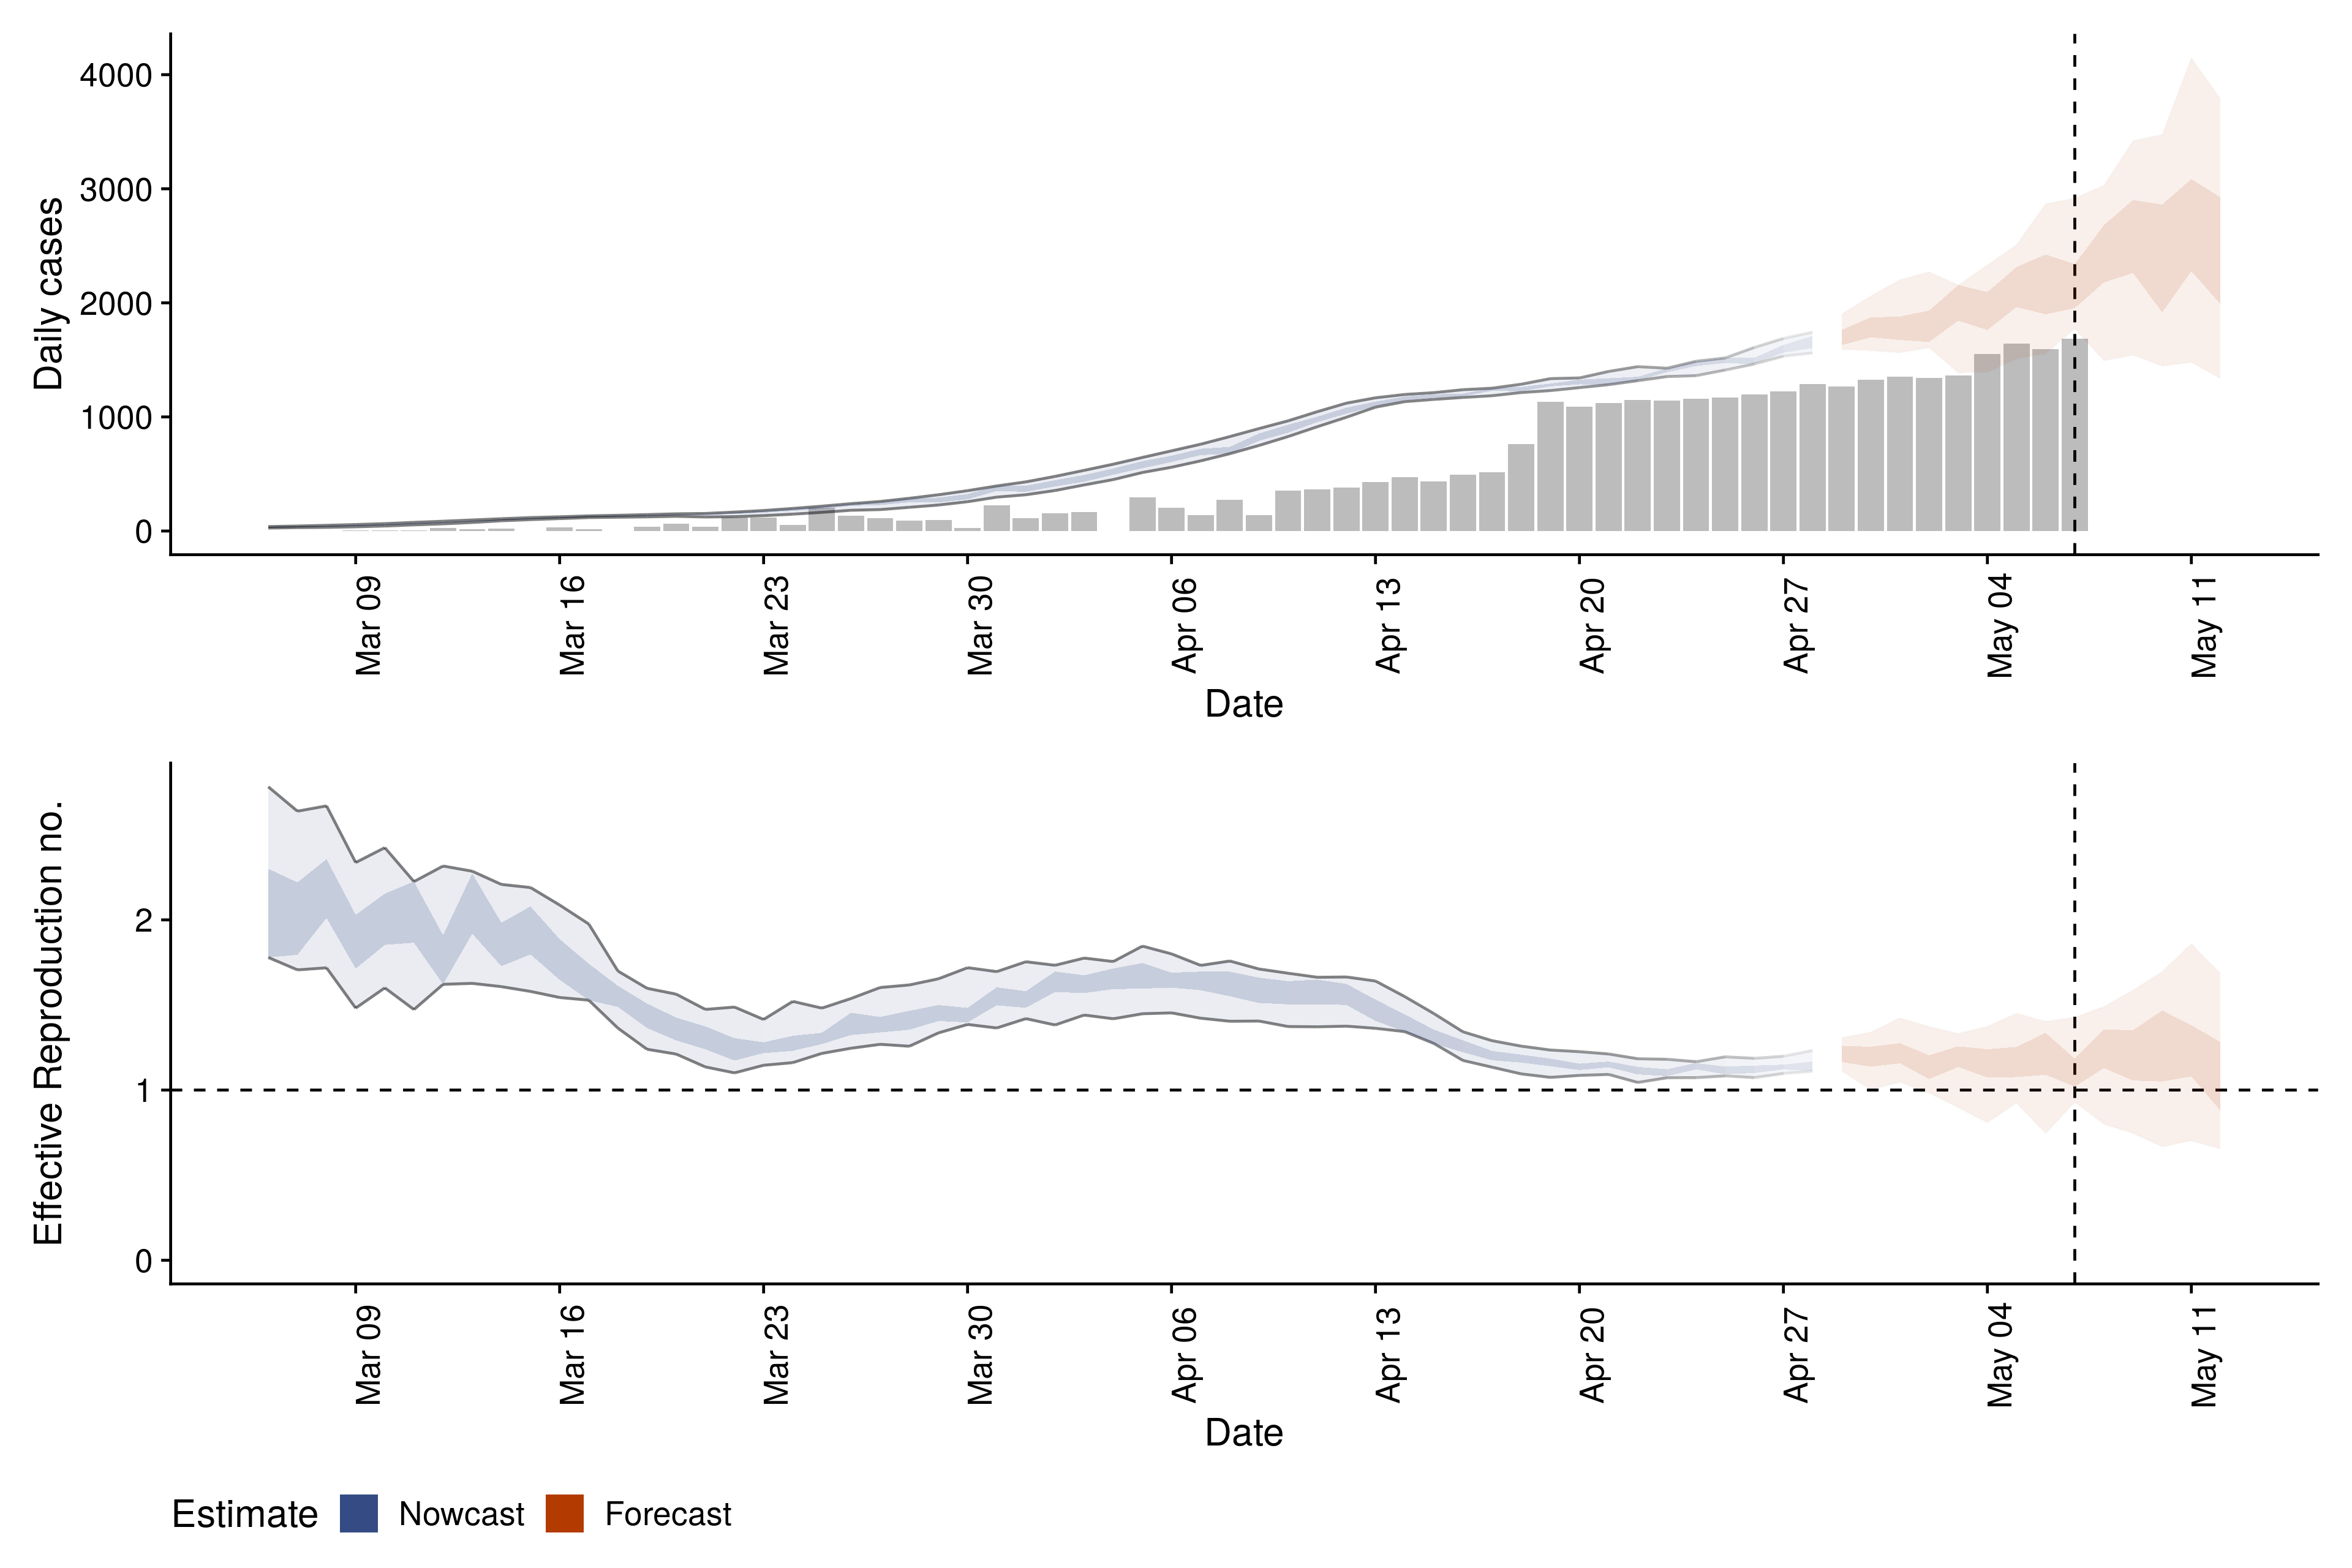 Daily cases
4000
3000
2000
1000
0
Mar 09
Mar 16
Mar 23
Mar 30
Apr 06
Apr 13
Apr 20
Apr 27
May 04
May 11
Date
Effective Reproduction no.
2
1
0
Mar 09
Mar 16
Mar 23
Mar 30
Apr 06
Apr 13
Apr 20
Apr 27
May 04
May 11
Date
Estimate Nowcast Forecast